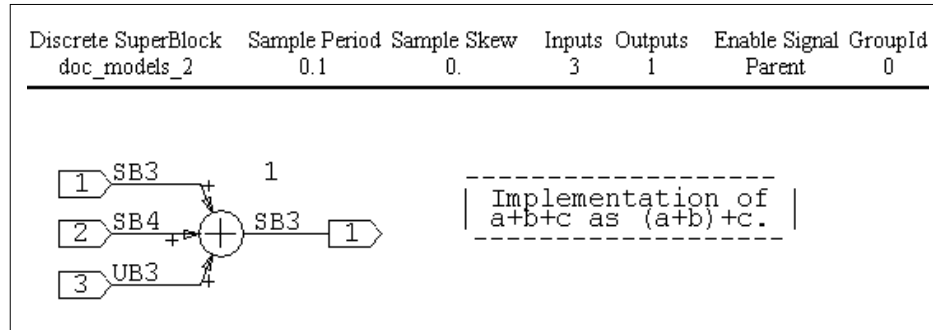 Discrete SuperBlock Sample Period Sample Skew Inputs Outputs Enable Signal GroupId
doc_models_2 0.1 0. 3 1 Parent 0
1 SB3 + 1
2 SB4 + SB3 1
3 UB3 +
Implementation of
a+b+c as (a+b)+c.